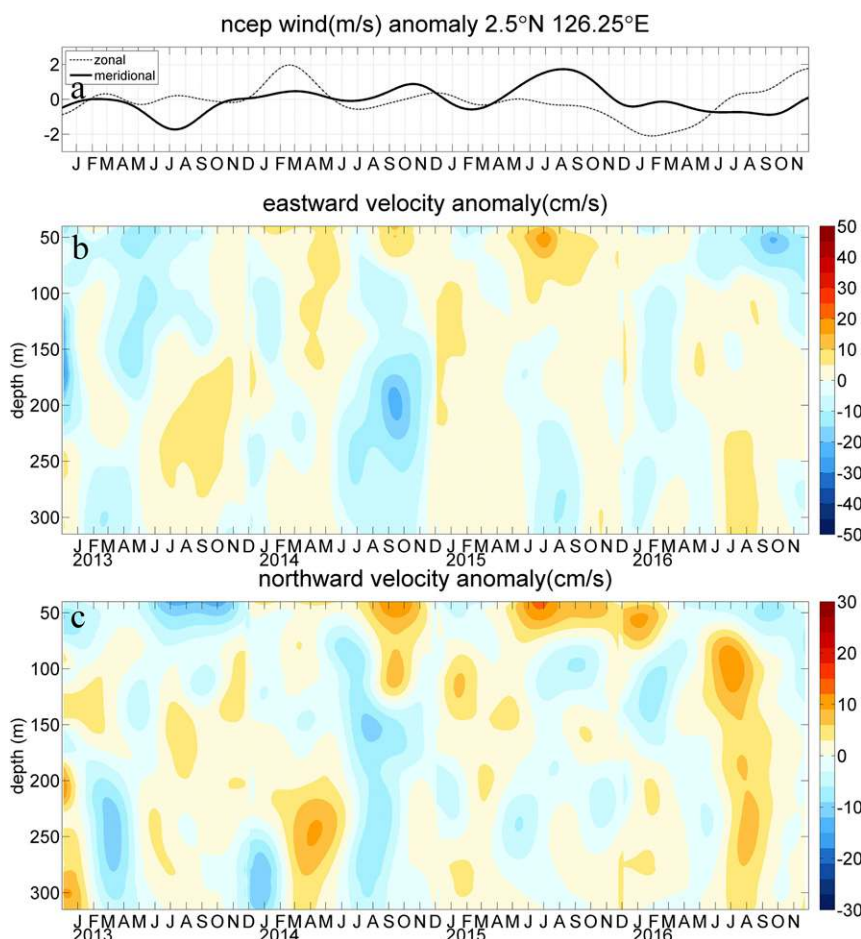 ncep wind(m/s) anomaly 2.5°N 126.25°E
2
0
-2
zonal
meridional
a
J F M A M J J A S O N D J F M A M J J A S O N D J F M A M J J A S O N D J F M A M J J A S O N
eastward velocity anomaly(cm/s)
b
depth (m)
50
100
150
200
250
300
50
40
30
20
10
0
-10
-20
-30
-40
-50
J F M A M J J A S O N D J F M A M J J A S O N D J F M A M J J A S O N D J F M A M J J A S O N
2013 2014 2015 2016
northward velocity anomaly(cm/s)
c
depth (m)
50
100
150
200
250
300
30
20
10
0
-10
-20
-30
J F M A M J J A S O N D J F M A M J J A S O N D J F M A M J J A S O N D J F M A M J J A S O N
2013 2014 2015 2016